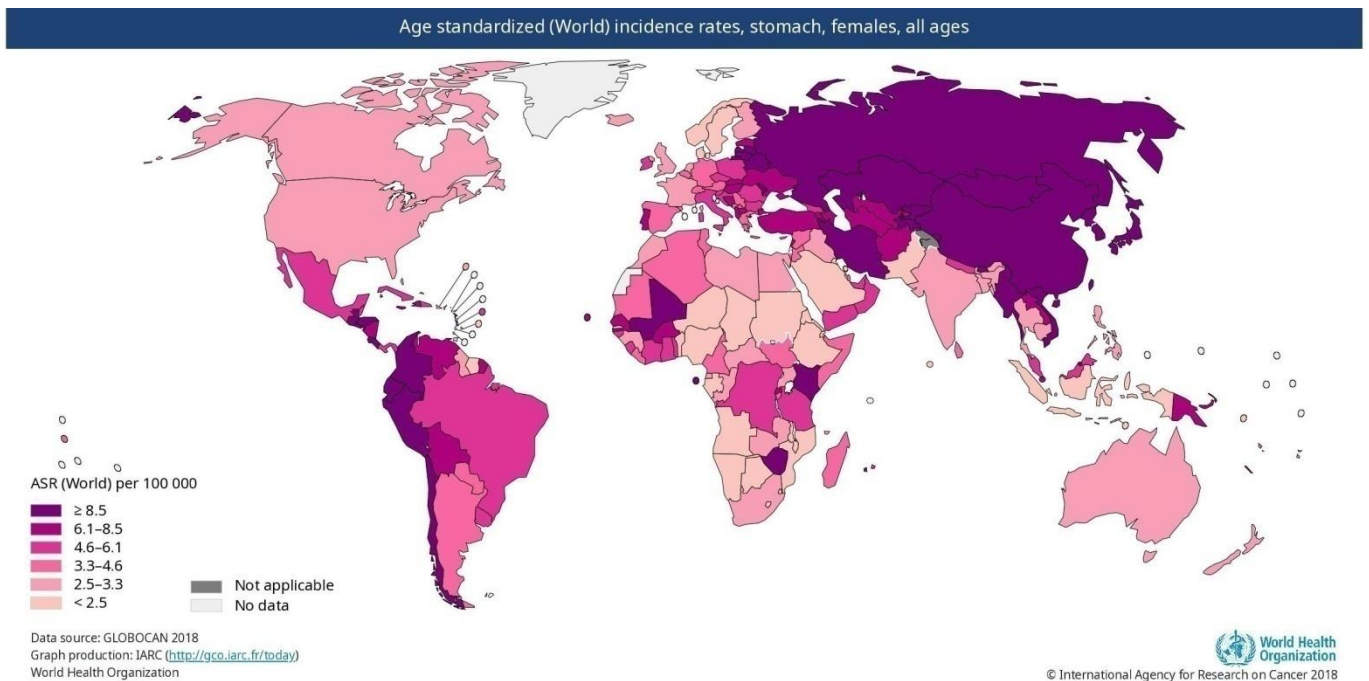 Age standardized (World) incidence rates, stomach, females, all ages
ASR (World) per 100 000
≥ 8.5
6.1–8.5
4.6–6.1
3.3–4.6
2.5–3.3
< 2.5
Not applicable
No data
Data source: GLOBOCAN 2018
Graph production: IARC (http://gco.iarc.fr/today)
World Health Organization
World Health
Organization
© International Agency for Research on Cancer 2018